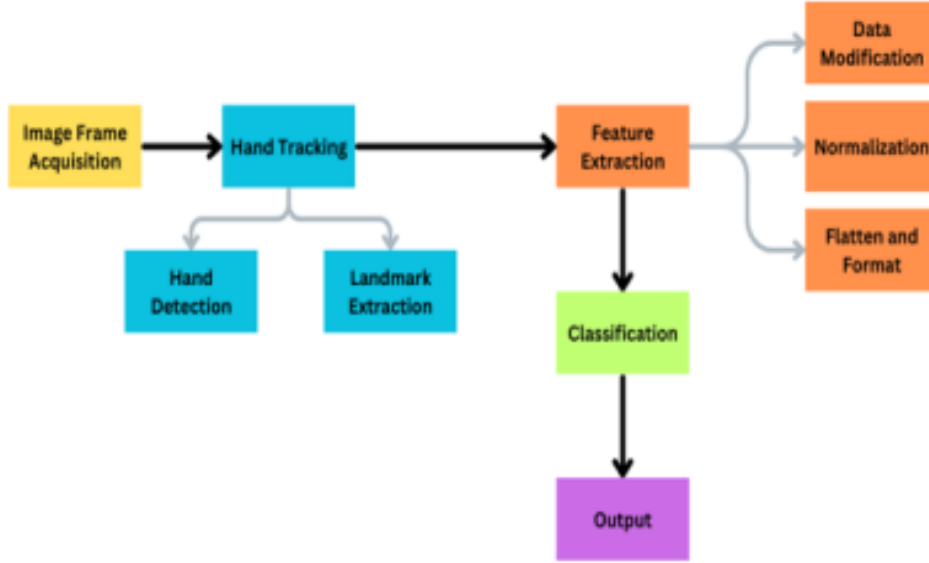 Data
Modification
Image Frame
Acquisition
Hand Tracking
Feature
Extraction
Normalization
Hand
Detection
Landmark
Extraction
Flatten and
Format
Classification
Output